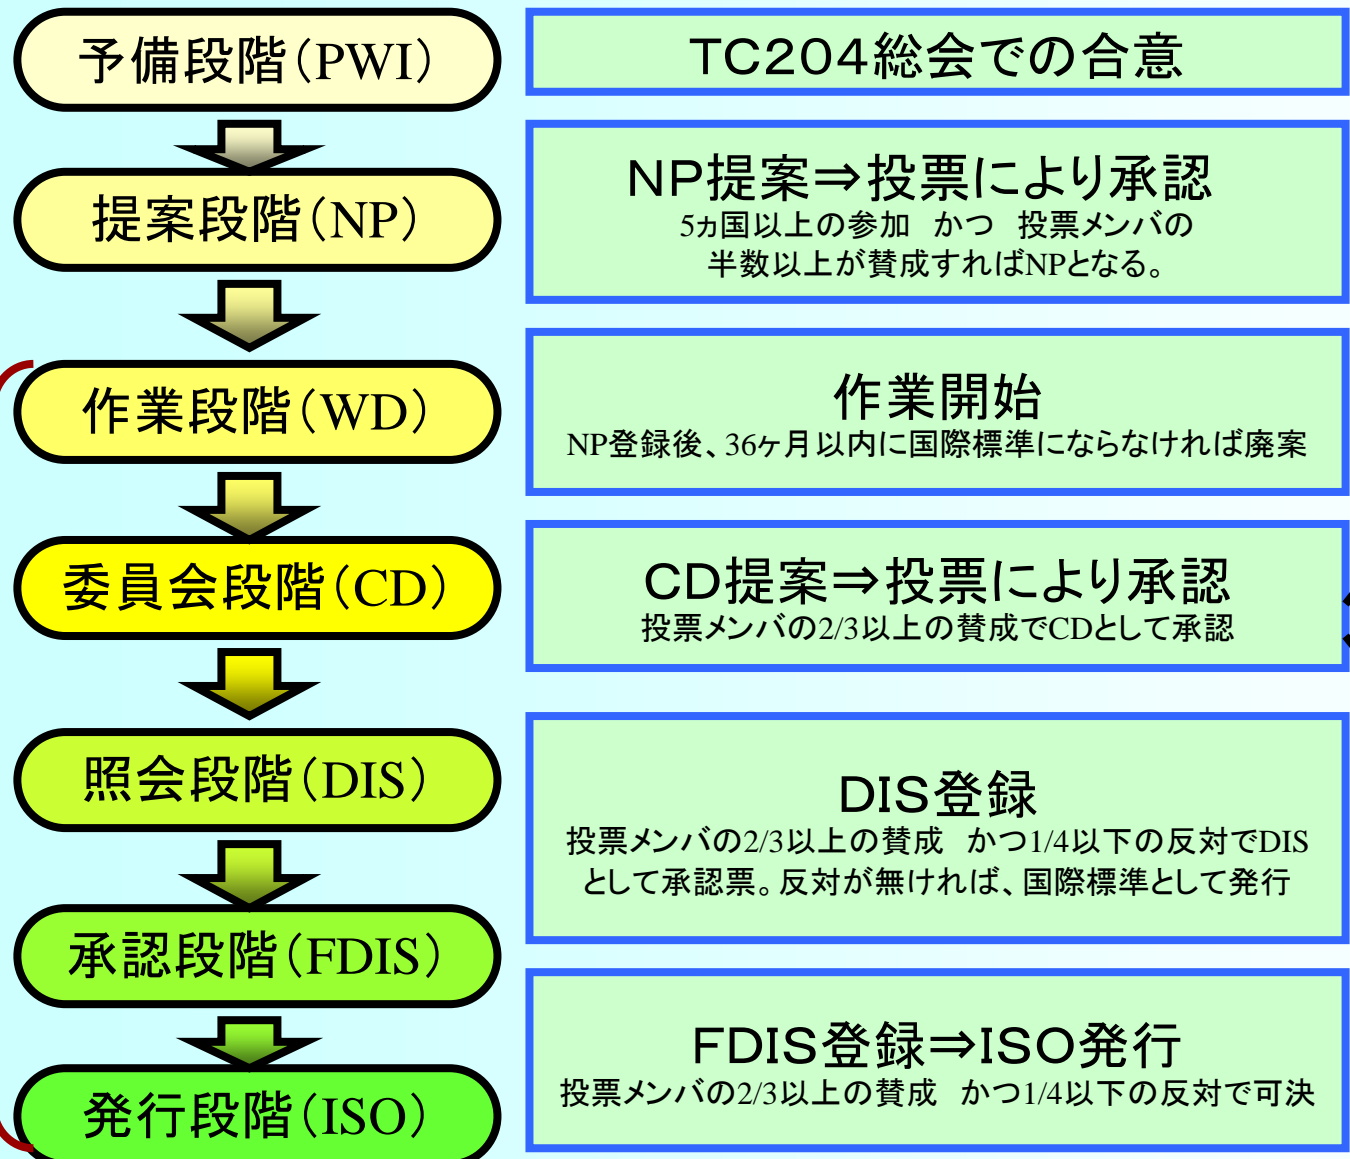 予備段階(PWI)
TC204総会での合意
提案段階(NP)
NP提案⇒投票により承認
5ヵ国以上の参加　かつ　投票メンバの
半数以上が賛成すればNPとなる。
作業段階(WD)
作業開始
NP登録後、36ヶ月以内に国際標準にならなければ廃案
委員会段階(CD)
CD提案⇒投票により承認
投票メンバの2/3以上の賛成でCDとして承認
照会段階(DIS)
DIS登録
投票メンバの2/3以上の賛成　かつ1/4以下の反対でDIS
として承認票。反対が無ければ、国際標準として発行
承認段階(FDIS)
FDIS登録⇒ISO発行
投票メンバの2/3以上の賛成　かつ1/4以下の反対で可決
発行段階(ISO)